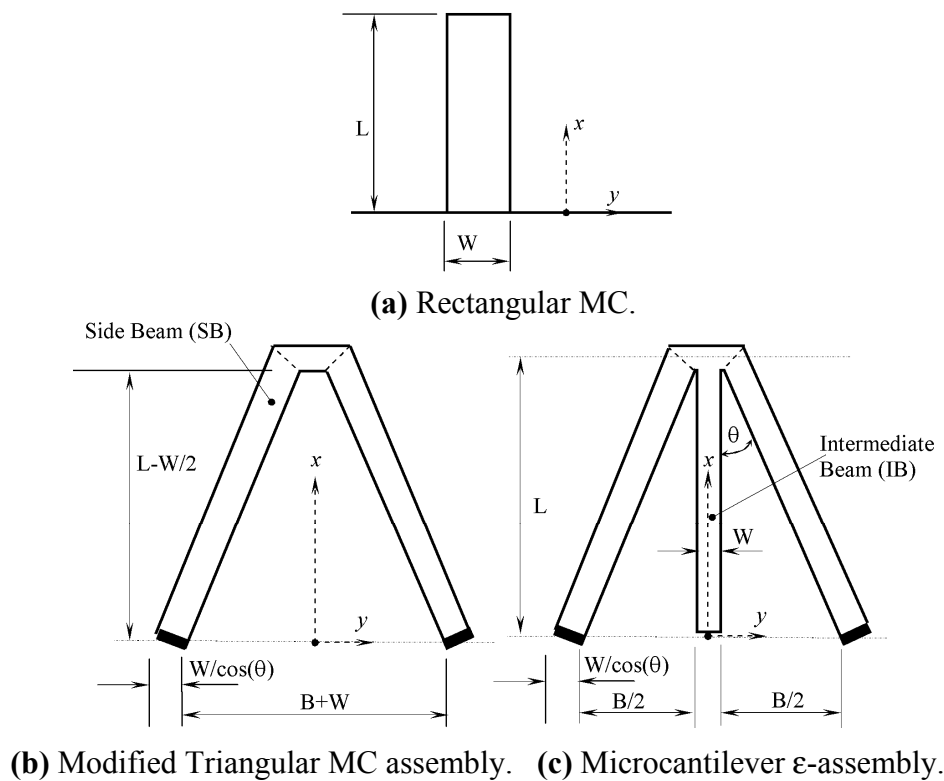 L
x
y
W
(a) Rectangular MC.
Side Beam (SB)
L-W/2
x
y
W/cos(θ)
B+W
(b) Modified Triangular MC assembly.
θ
Intermediate
Beam (IB)
x
L
W
y
W/cos(θ)
B/2
B/2
(c) Microcantilever ε-assembly.